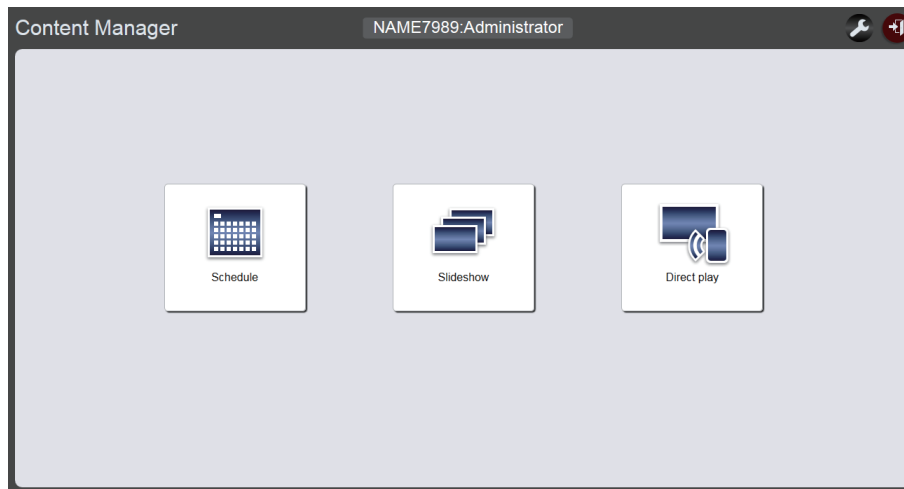 Content Manager
NAME7989:Administrator
Schedule
Slideshow
Direct play